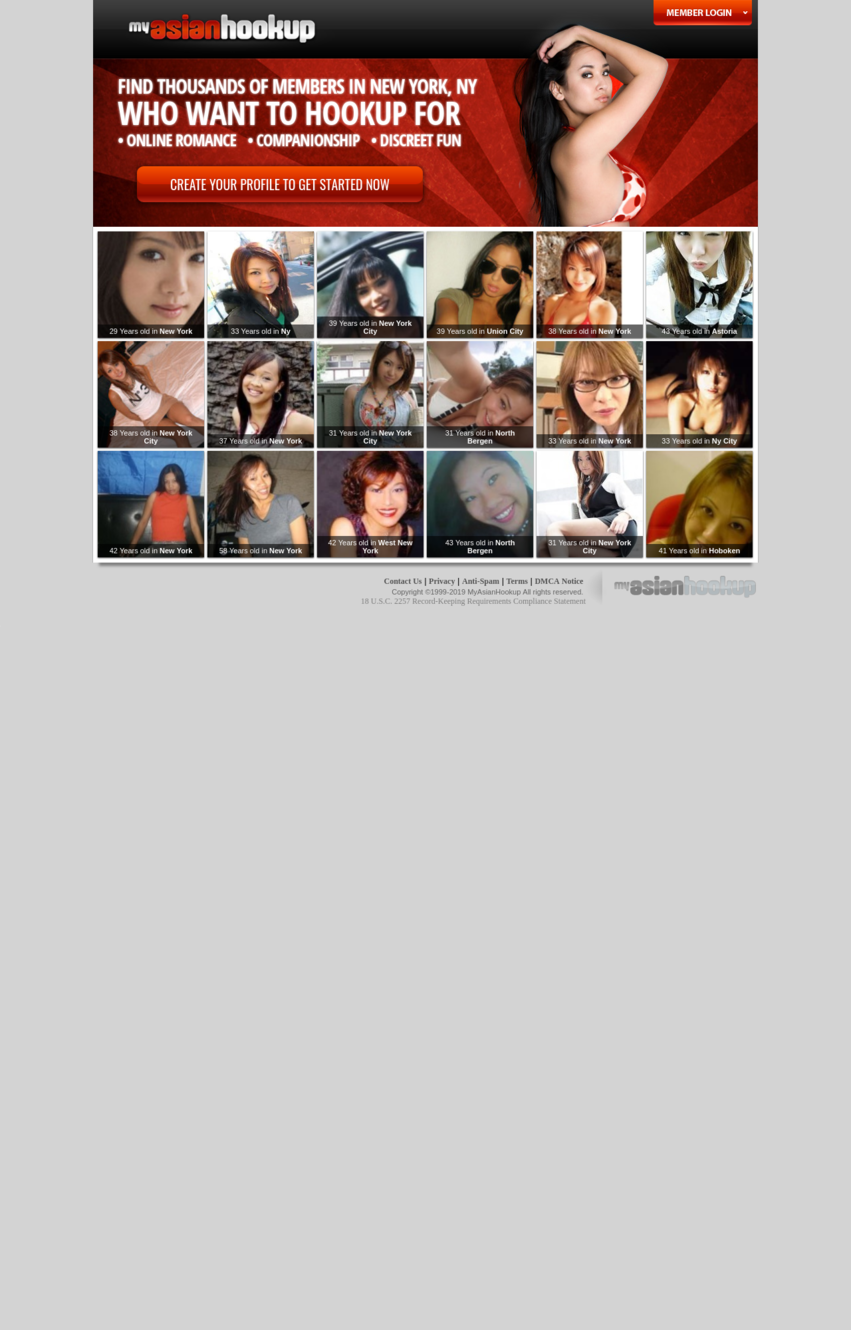 myasianhookup
MEMBER LOGIN
FIND THOUSANDS OF MEMBERS IN NEW YORK, NY
WHO WANT TO HOOKUP FOR
• ONLINE ROMANCE • COMPANIONSHIP • DISCREET FUN
CREATE YOUR PROFILE TO GET STARTED NOW
29 Years old in New York
33 Years old in Ny
39 Years old in New York
City
39 Years old in Union City
38 Years old in New York
43 Years old in Astoria
38 Years old in New York
City
37 Years old in New York
31 Years old in New York
City
31 Years old in North
Bergen
33 Years old in New York
33 Years old in Ny City
42 Years old in New York
58 Years old in New York
42 Years old in West New
York
43 Years old in North
Bergen
31 Years old in New York
City
41 Years old in Hoboken
Contact Us | Privacy | Anti-Spam | Terms | DMCA Notice
Copyright ©1999-2019 MyAsianHookup All rights reserved.
18 U.S.C. 2257 Record-Keeping Requirements Compliance Statement
myasianhookup